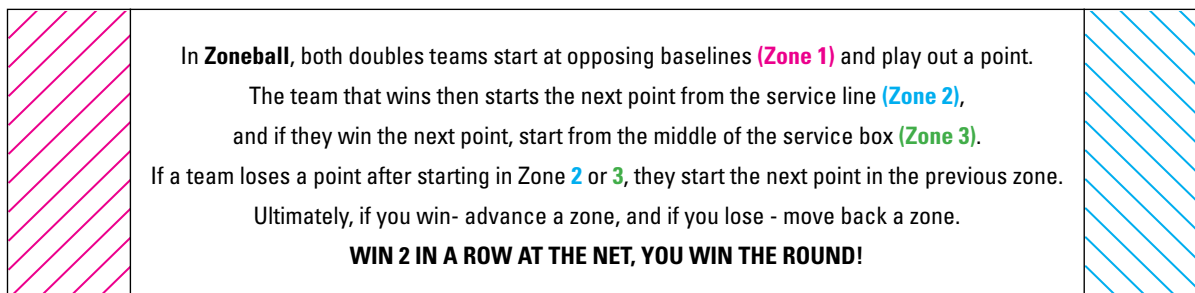 In Zoneball, both doubles teams start at opposing baselines (Zone 1) and play out a point.
The team that wins then starts the next point from the service line (Zone 2),
and if they win the next point, start from the middle of the service box (Zone 3).
If a team loses a point after starting in Zone 2 or 3, they start the next point in the previous zone.
Ultimately, if you win- advance a zone, and if you lose - move back a zone.
WIN 2 IN A ROW AT THE NET, YOU WIN THE ROUND!